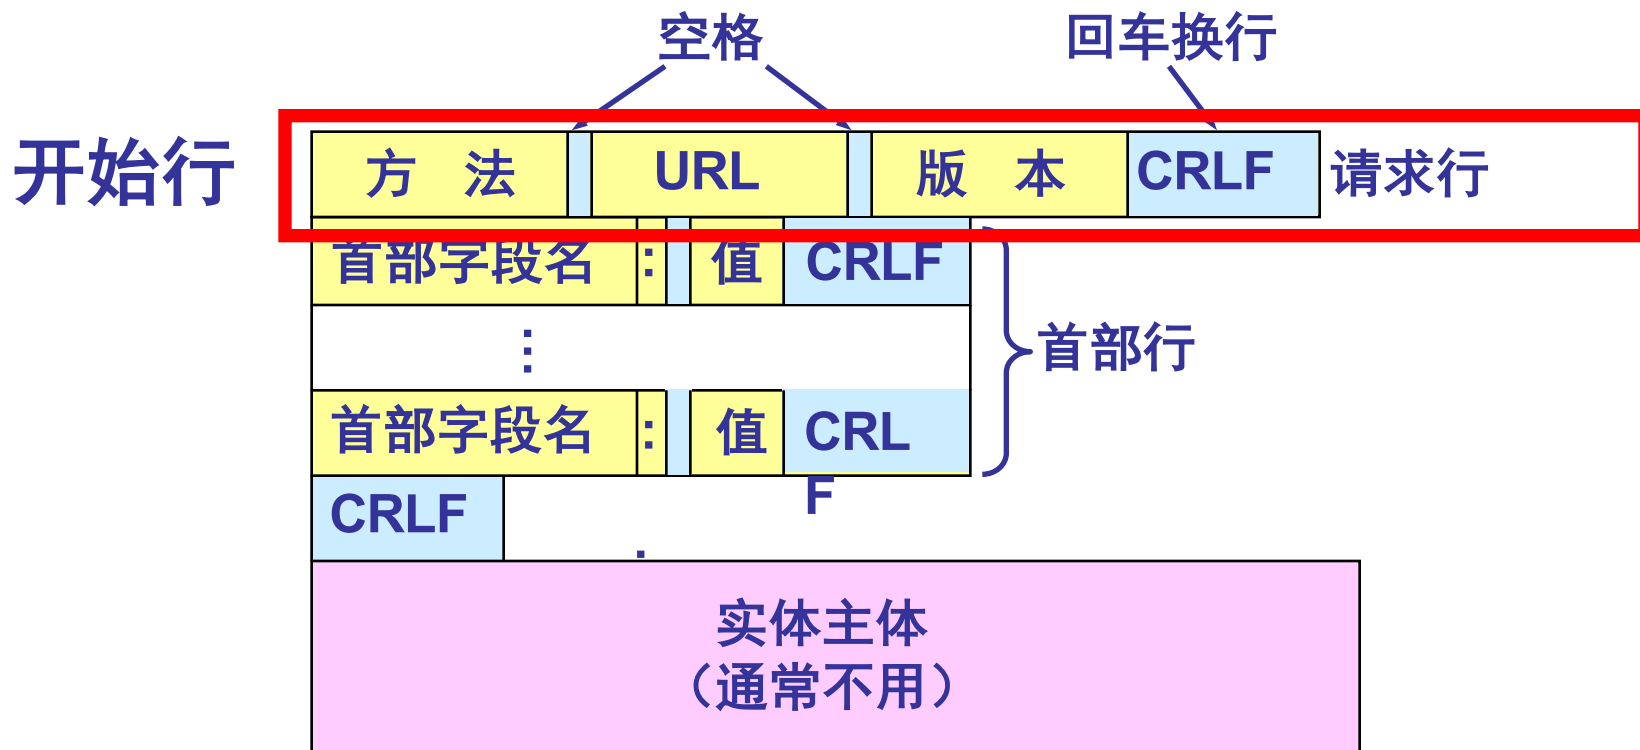 空格 回车换行
开始行 方 法 URL 版 本 CRLF 请求行
首部字段名 : 值 CRLF
⋮ 首部行
首部字段名 : 值 CRL
F
CRLF
.
实体主体
（通常不用）